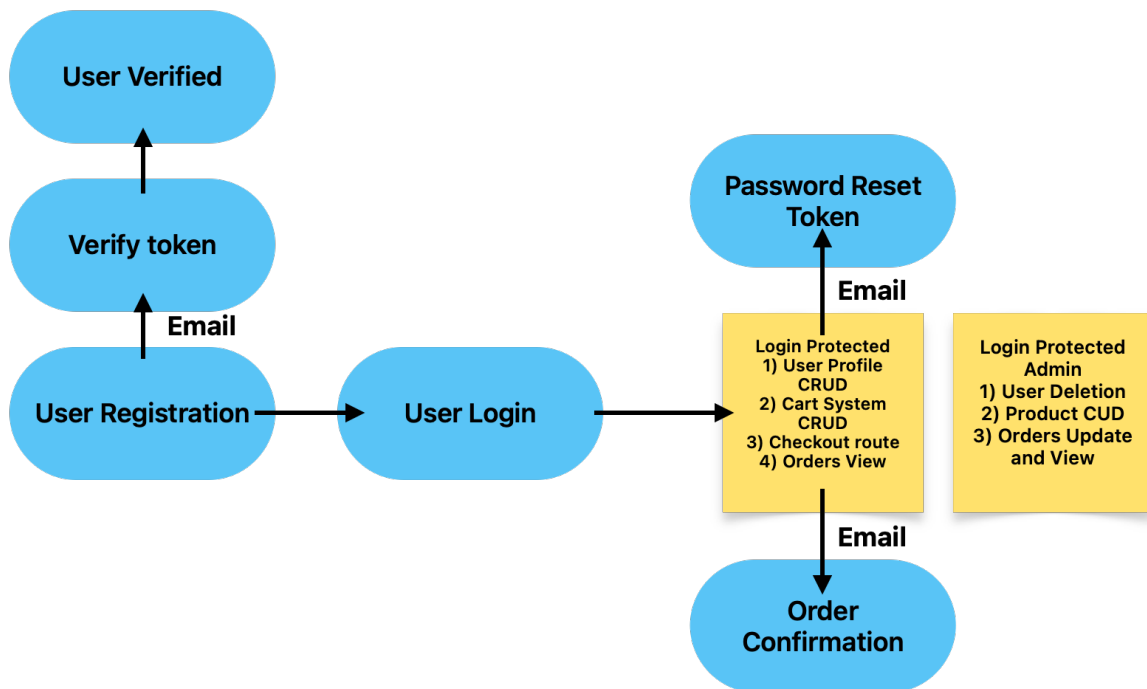 User Verified
Verify token
Email
User Registration
User Login
Password Reset
Token
Email
Login Protected
1) User Profile
CRUD
2) Cart System
CRUD
3) Checkout route
4) Orders View
Login Protected
Admin
1) User Deletion
2) Product CUD
3) Orders Update
and View
Email
Order
Confirmation